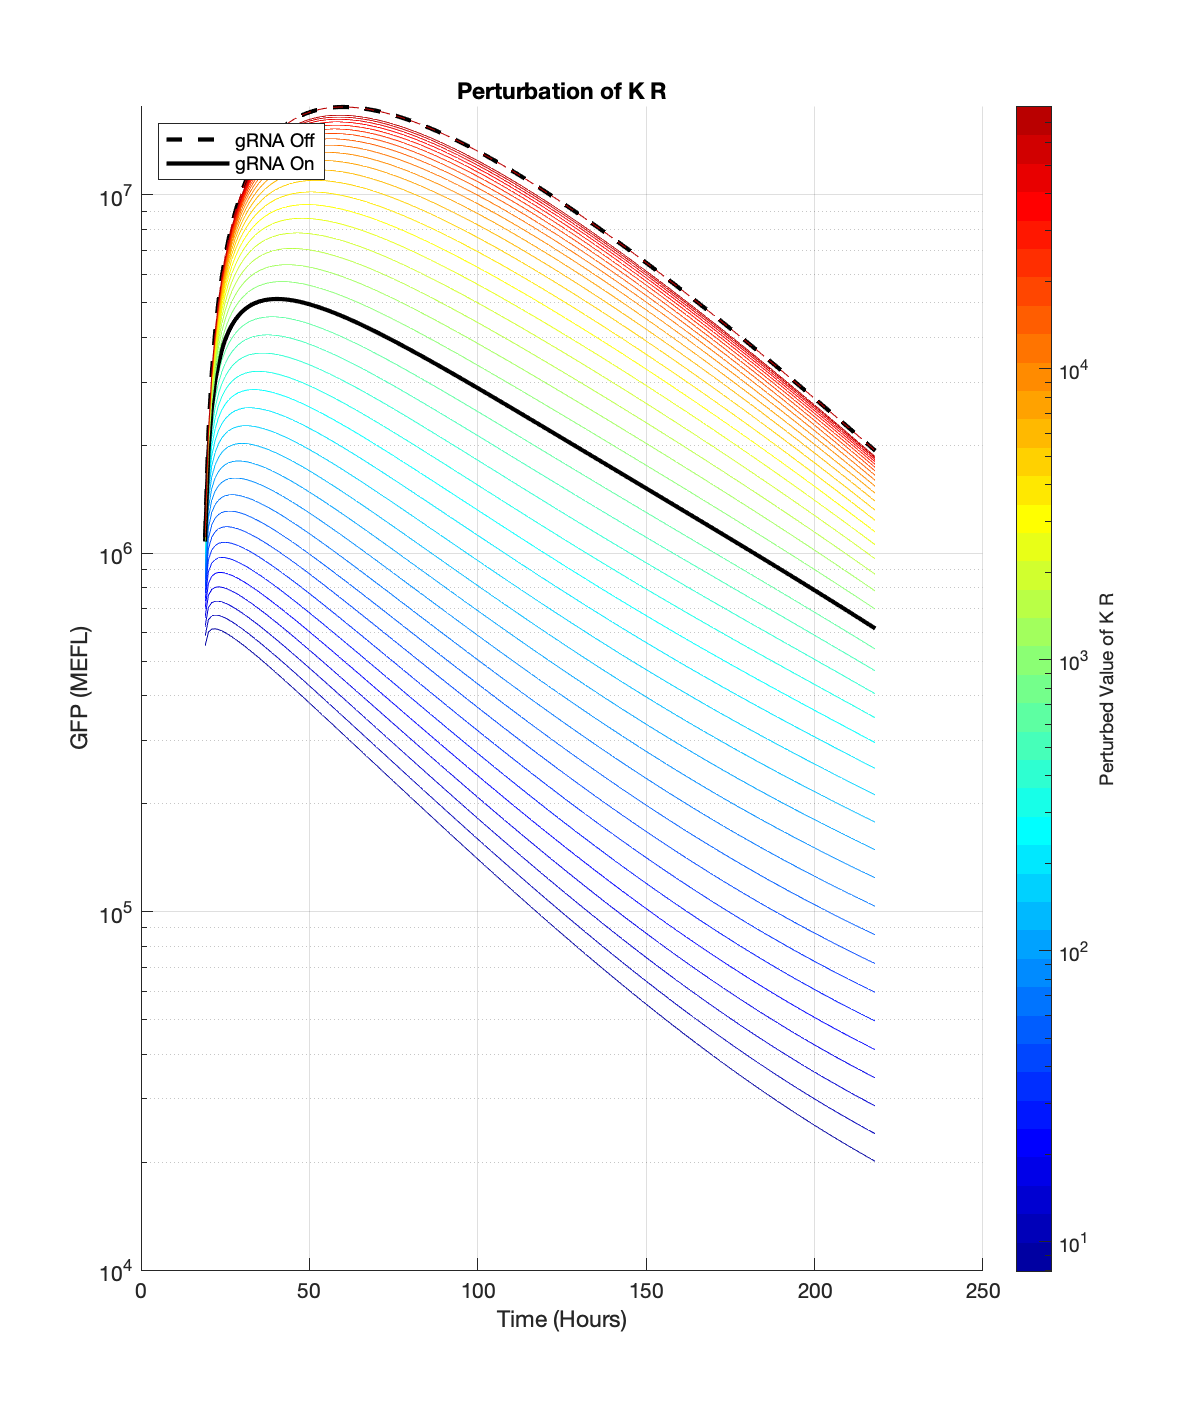 Perturbation of K R
gRNA Off
gRNA On
10^7
10^6
10^5
10^4
GFP (MEFL)
0 50 100 150 200 250
Time (Hours)
10^4
10^3
10^2
10^1
Perturbed Value of K R